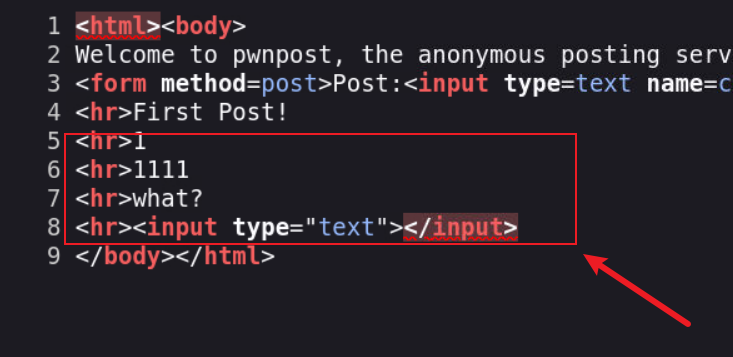 1 <html><body>
2 Welcome to pwnpost, the anonymous posting serv
3 <form method=post>Post:<input type=text name=c
4 <hr>First Post!
5 <hr>1
6 <hr>1111
7 <hr>what?
8 <hr><input type="text"></input>
9 </body></html>